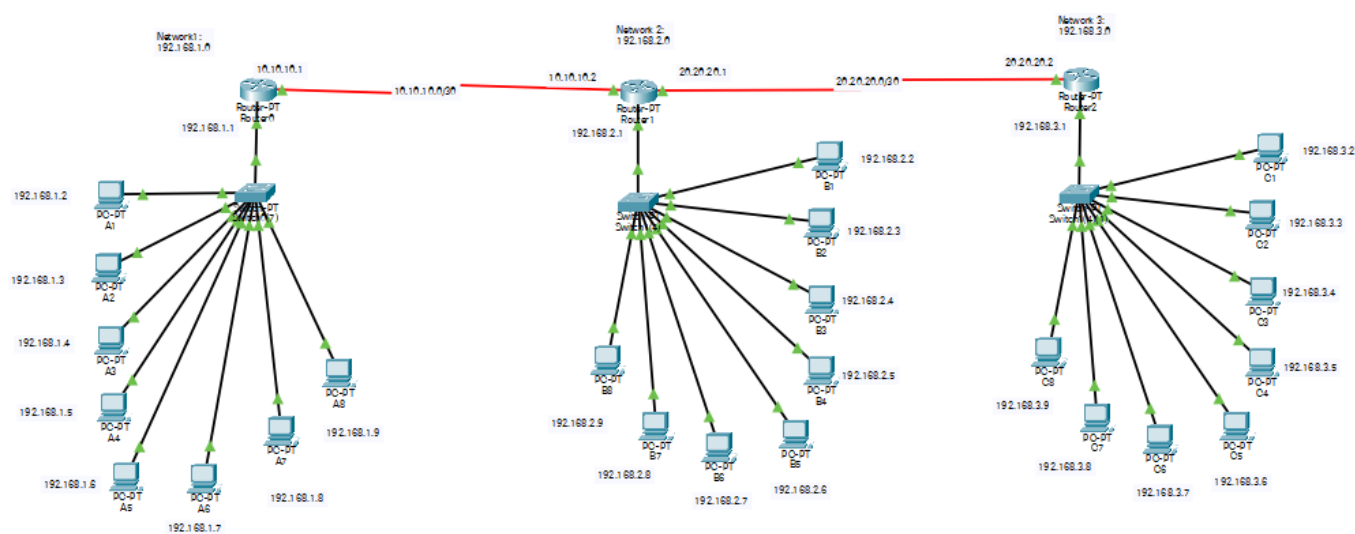 Network1:
192.168.1.0
Network 2:
192.168.2.0
Network 3:
192.168.3.0
10.10.10.1
10.10.10.0/30
10.10.10.2
20.20.20.1
20.20.20.0/30
20.20.20.2
Router-PT
Router0
Router-PT
Router1
Router-PT
Router2
192.168.1.1
192.168.2.1
192.168.3.1
192.168.1.2
PC-PT
A1
192.168.1.3
PC-PT
A2
192.168.1.4
PC-PT
A3
192.168.1.5
PC-PT
A4
192.168.1.6
PC-PT
A5
PC-PT
A6
192.168.1.7
PC-PT
A7
192.168.1.8
PC-PT
A8
192.168.1.9
PC-PT
B1
192.168.2.2
PC-PT
B2
192.168.2.3
PC-PT
B3
192.168.2.4
PC-PT
B4
192.168.2.5
PC-PT
B5
192.168.2.6
PC-PT
B6
192.168.2.7
PC-PT
B7
192.168.2.8
PC-PT
B8
192.168.2.9
PC-PT
C1
192.168.3.2
PC-PT
C2
192.168.3.3
PC-PT
C3
192.168.3.4
PC-PT
C4
192.168.3.5
PC-PT
C5
192.168.3.6
PC-PT
C6
192.168.3.7
PC-PT
C7
192.168.3.8
PC-PT
C8
192.168.3.9